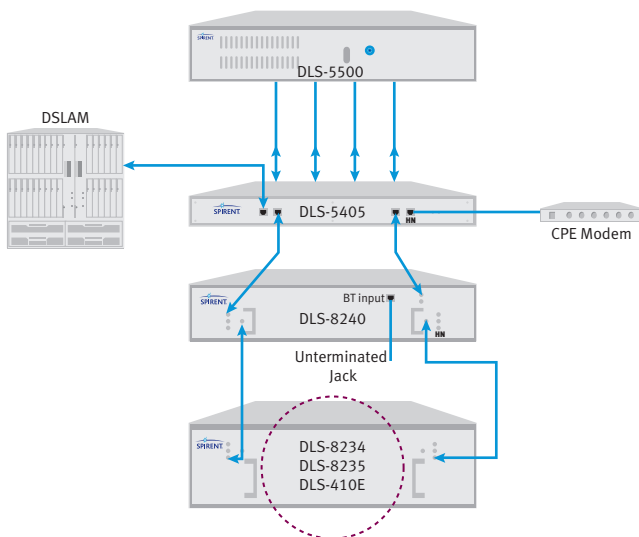 SPIRENT
DLS-5500
DSLAM
SPIRENT
DLS-5405
HN
CPE Modem
SPIRENT
BT input
DLS-8240
HN
Unterminated
Jack
SPIRENT
DLS-8234
DLS-8235
DLS-410E